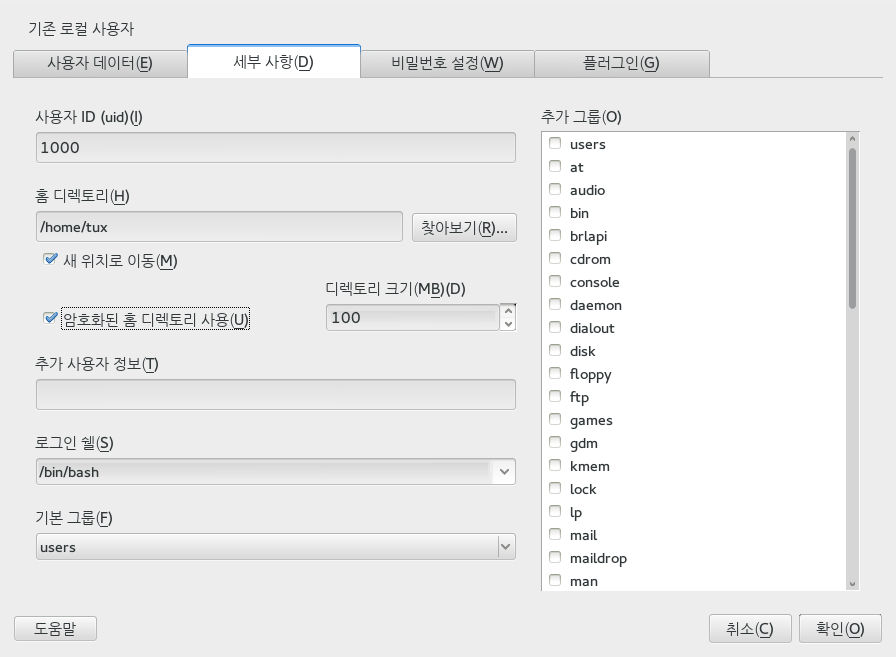 기존 로컬 사용자
사용자 데이터(E)
세부 사항(D)
비밀번호 설정(W)
플러그인(G)
사용자 ID (uid)(I)
1000
홈 디렉토리(H)
/home/tux
찾아보기(R)...
새 위치로 이동(M)
디렉토리 크기(MB)(D)
암호화된 홈 디렉토리 사용(U)
100
추가 사용자 정보(T)
로그인 쉘(S)
/bin/bash
기본 그룹(F)
users
추가 그룹(O)
users
at
audio
bin
brlapi
cdrom
console
daemon
dialout
disk
floppy
ftp
games
gdm
kmem
lock
lp
mail
maildrop
man
도움말
취소(C)
확인(O)